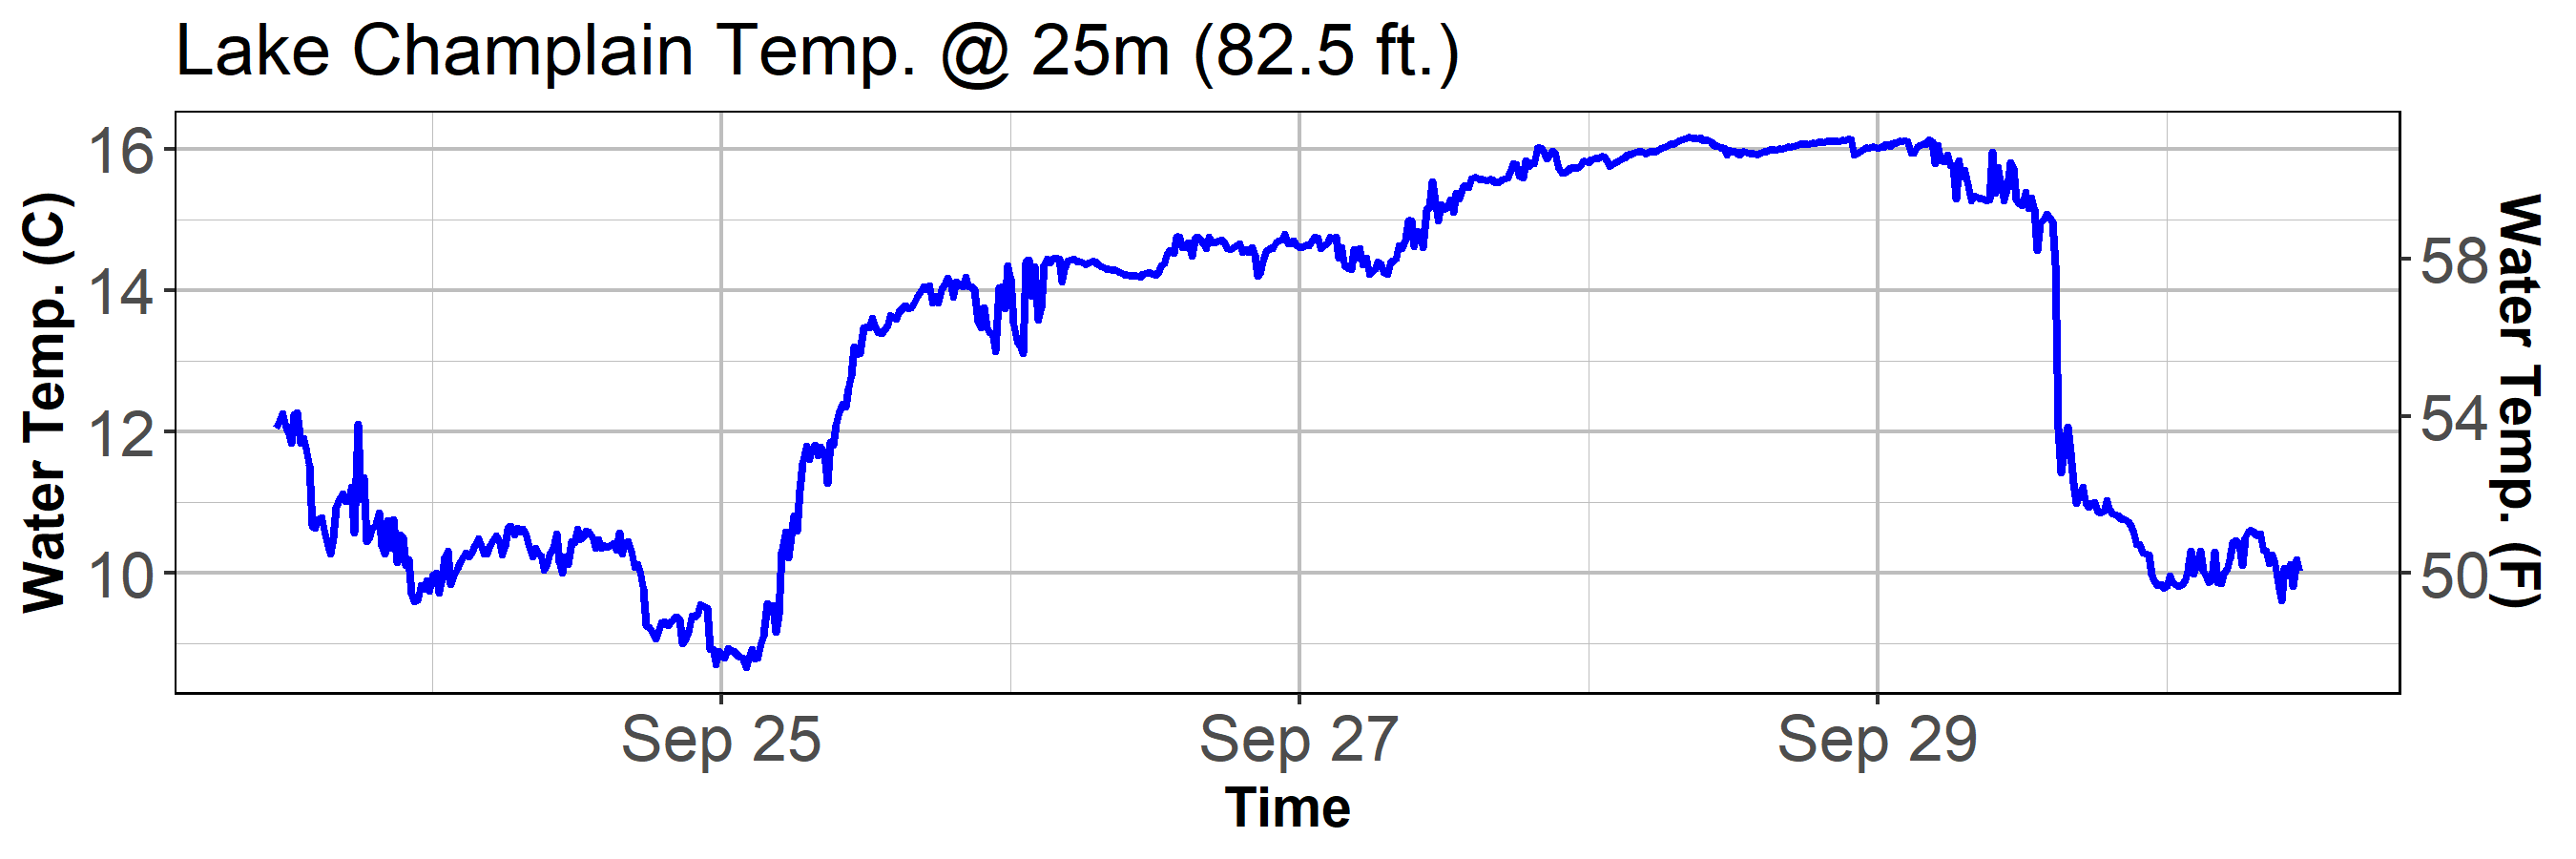 Lake Champlain Temp. @ 25m (82.5 ft.)
Water Temp. (C)
16
14
12
10
58
54
50
Water Temp. (F)
Sep 25
Sep 27
Sep 29
Time